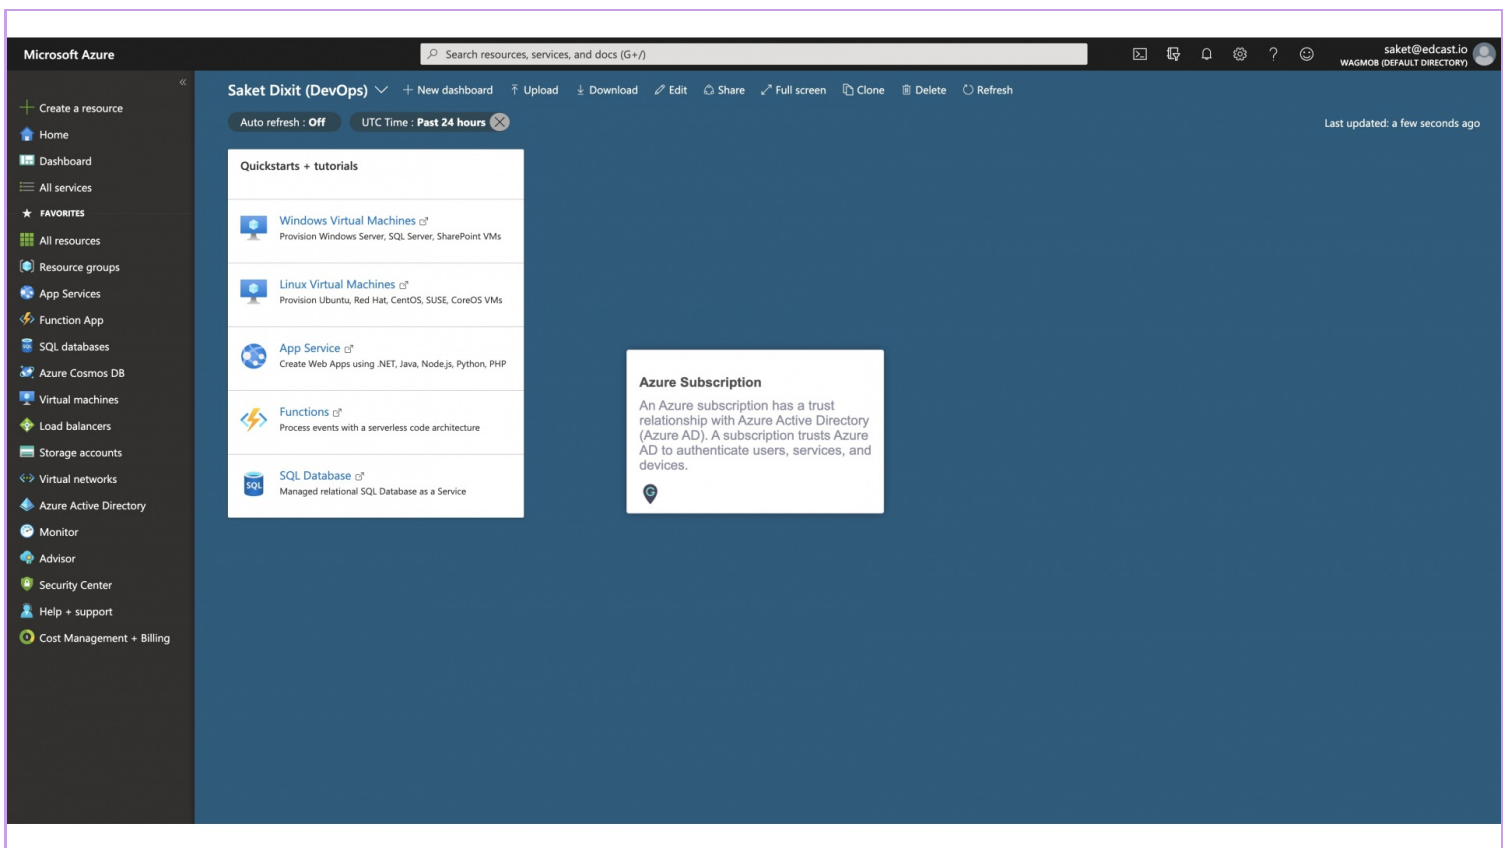 Microsoft Azure
Search resources, services, and docs (G+/)
saket@edcast.io
WAGMOB (DEFAULT DIRECTORY)
«
Create a resource
Home
Dashboard
All services
FAVORITES
All resources
Resource groups
App Services
Function App
SQL databases
Azure Cosmos DB
Virtual machines
Load balancers
Storage accounts
Virtual networks
Azure Active Directory
Monitor
Advisor
Security Center
Help + support
Cost Management + Billing
Saket Dixit (DevOps) New dashboard Upload Download Edit Share Full screen Clone Delete Refresh
Auto refresh : Off UTC Time : Past 24 hours
Last updated: a few seconds ago
Quickstarts + tutorials
Windows Virtual Machines
Provision Windows Server, SQL Server, SharePoint VMs
Linux Virtual Machines
Provision Ubuntu, Red Hat, CentOS, SUSE, CoreOS VMs
App Service
Create Web Apps using .NET, Java, Node.js, Python, PHP
Functions
Process events with a serverless code architecture
SQL
SQL Database
Managed relational SQL Database as a Service
Azure Subscription
An Azure subscription has a trust
relationship with Azure Active Directory
(Azure AD). A subscription trusts Azure
AD to authenticate users, services, and
devices.
G